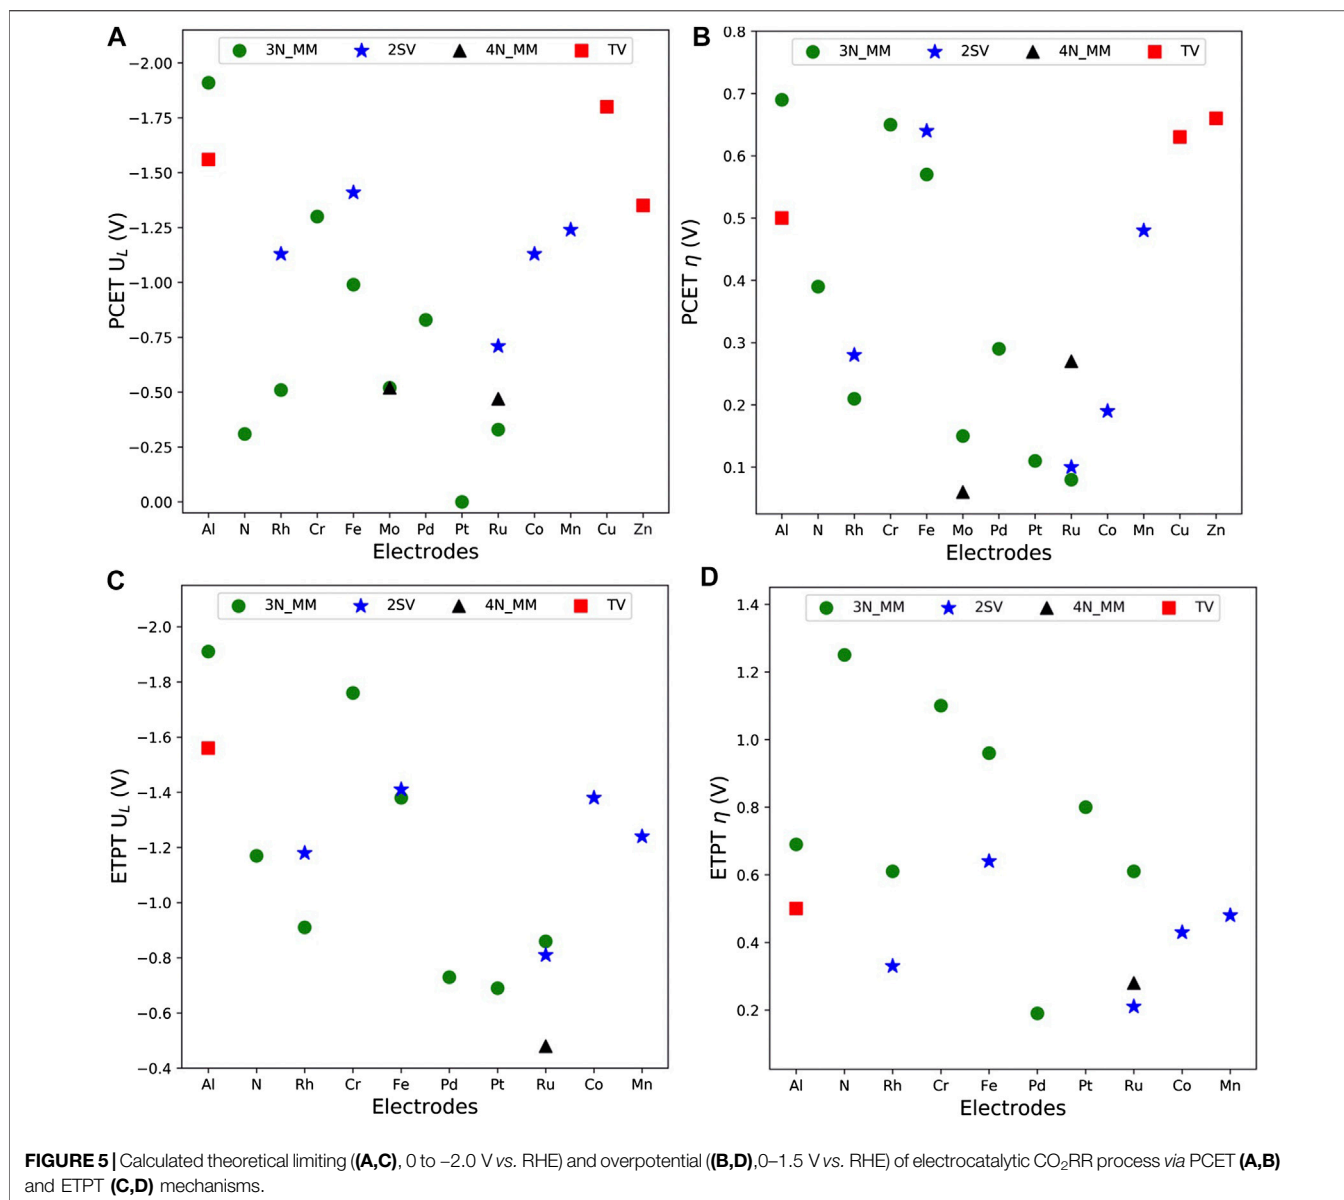 A
3N_MM 2SV 4N_MM TV
−2.00
−1.75
−1.50
−1.25
−1.00
−0.75
−0.50
−0.25
0.00
PCET U_L (V)
Al N Rh Cr Fe Mo Pd Pt Ru Co Mn Cu Zn
Electrodes
B
3N_MM 2SV 4N_MM TV
0.8
0.7
0.6
0.5
0.4
0.3
0.2
0.1
PCET η (V)
Al N Rh Cr Fe Mo Pd Pt Ru Co Mn Cu Zn
Electrodes
C
3N_MM 2SV 4N_MM TV
−2.0
−1.8
−1.6
−1.4
−1.2
−1.0
−0.8
−0.6
−0.4
ETPT U_L (V)
Al N Rh Cr Fe Pd Pt Ru Co Mn
Electrodes
D
3N_MM 2SV 4N_MM TV
1.4
1.2
1.0
0.8
0.6
0.4
0.2
ETPT η (V)
Al N Rh Cr Fe Pd Pt Ru Co Mn
Electrodes
FIGURE 5 | Calculated theoretical limiting ((A,C), 0 to −2.0 V vs. RHE) and overpotential ((B,D),0–1.5 V vs. RHE) of electrocatalytic CO₂RR process via PCET (A,B)
and ETPT (C,D) mechanisms.